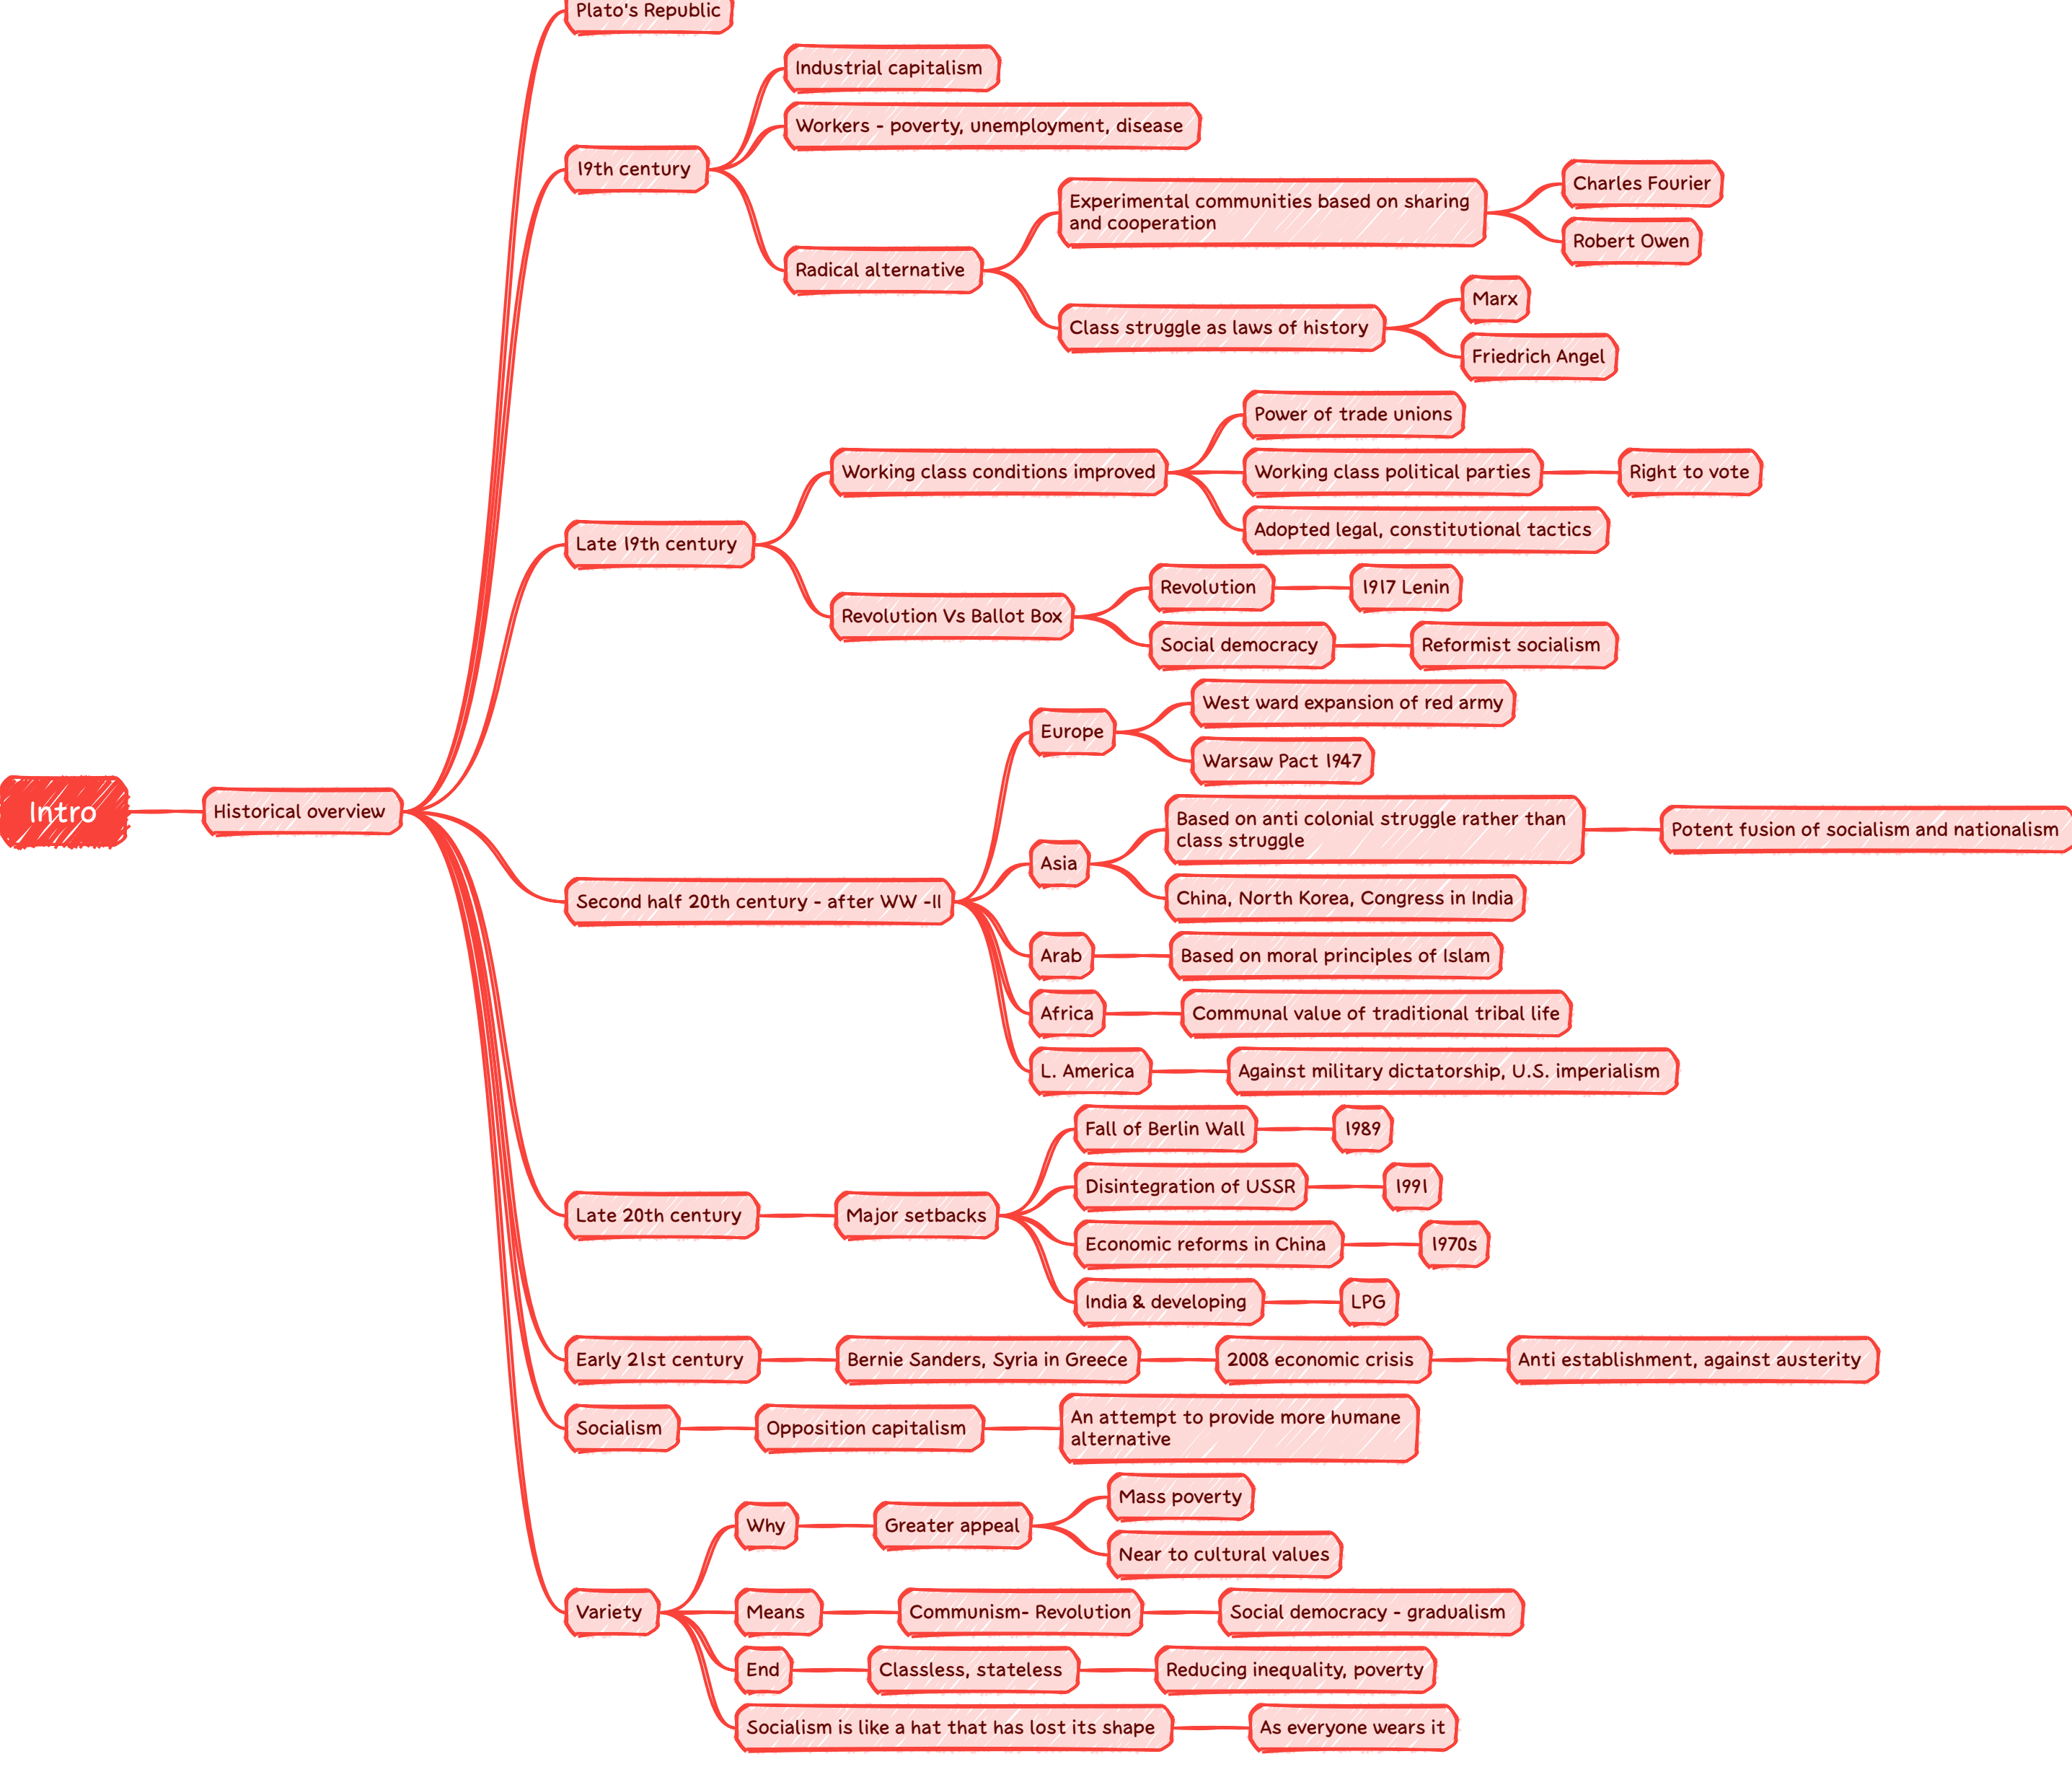 Plato's Republic
Industrial capitalism
Workers - poverty, unemployment, disease
19th century
Charles Fourier
Experimental communities based on sharing
and cooperation
Robert Owen
Radical alternative
Marx
Class struggle as laws of history
Friedrich Angel
Power of trade unions
Working class conditions improved
Working class political parties
Right to vote
Adopted legal, constitutional tactics
Late 19th century
Revolution
1917 Lenin
Revolution Vs Ballot Box
Social democracy
Reformist socialism
West ward expansion of red army
Europe
Warsaw Pact 1947
Intro
Historical overview
Based on anti colonial struggle rather than
class struggle
Potent fusion of socialism and nationalism
Asia
China, North Korea, Congress in India
Second half 20th century - after WW -II
Arab
Based on moral principles of Islam
Africa
Communal value of traditional tribal life
L. America
Against military dictatorship, U.S. imperialism
Fall of Berlin Wall
1989
Disintegration of USSR
1991
Late 20th century
Major setbacks
Economic reforms in China
1970s
India & developing
LPG
Early 21st century
Bernie Sanders, Syria in Greece
2008 economic crisis
Anti establishment, against austerity
Socialism
Opposition capitalism
An attempt to provide more humane
alternative
Mass poverty
Why
Greater appeal
Near to cultural values
Variety
Means
Communism- Revolution
Social democracy - gradualism
End
Classless, stateless
Reducing inequality, poverty
Socialism is like a hat that has lost its shape
As everyone wears it